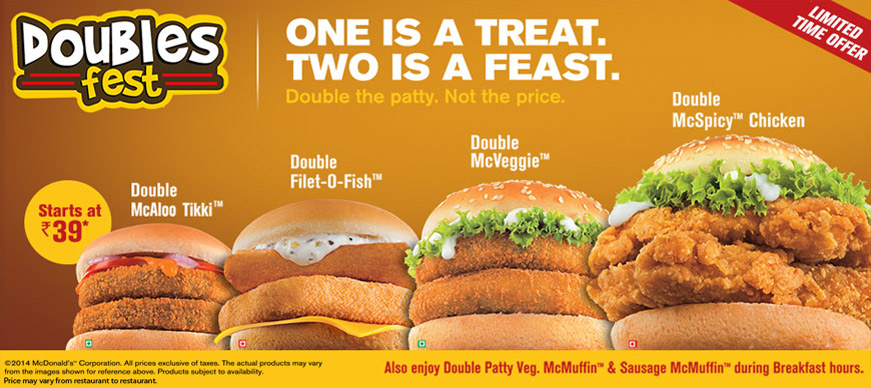 DOUBLES
fest
ONE IS A TREAT.
TWO IS A FEAST.
Double the patty. Not the price.
LIMITED
TIME OFFER
Starts at
₹39*
Double
McAloo Tikki™
Double
Filet-O-Fish™
Double
McVeggie™
Double
McSpicy™ Chicken
©2014 McDonald's™ Corporation. All prices exclusive of taxes. The actual products may vary
from the images shown for reference above. Products subject to availability.
Price may vary from restaurant to restaurant.
Also enjoy Double Patty Veg. McMuffin™ & Sausage McMuffin™ during Breakfast hours.